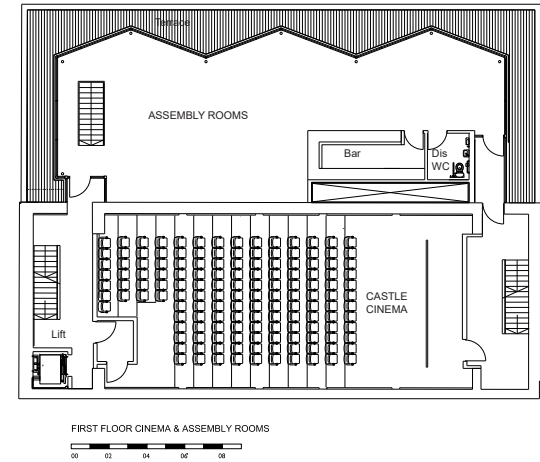 Terrace
ASSEMBLY ROOMS
Bar
Dis
WC
CASTLE
CINEMA
Lift
FIRST FLOOR CINEMA & ASSEMBLY ROOMS
00 02 04 06 08